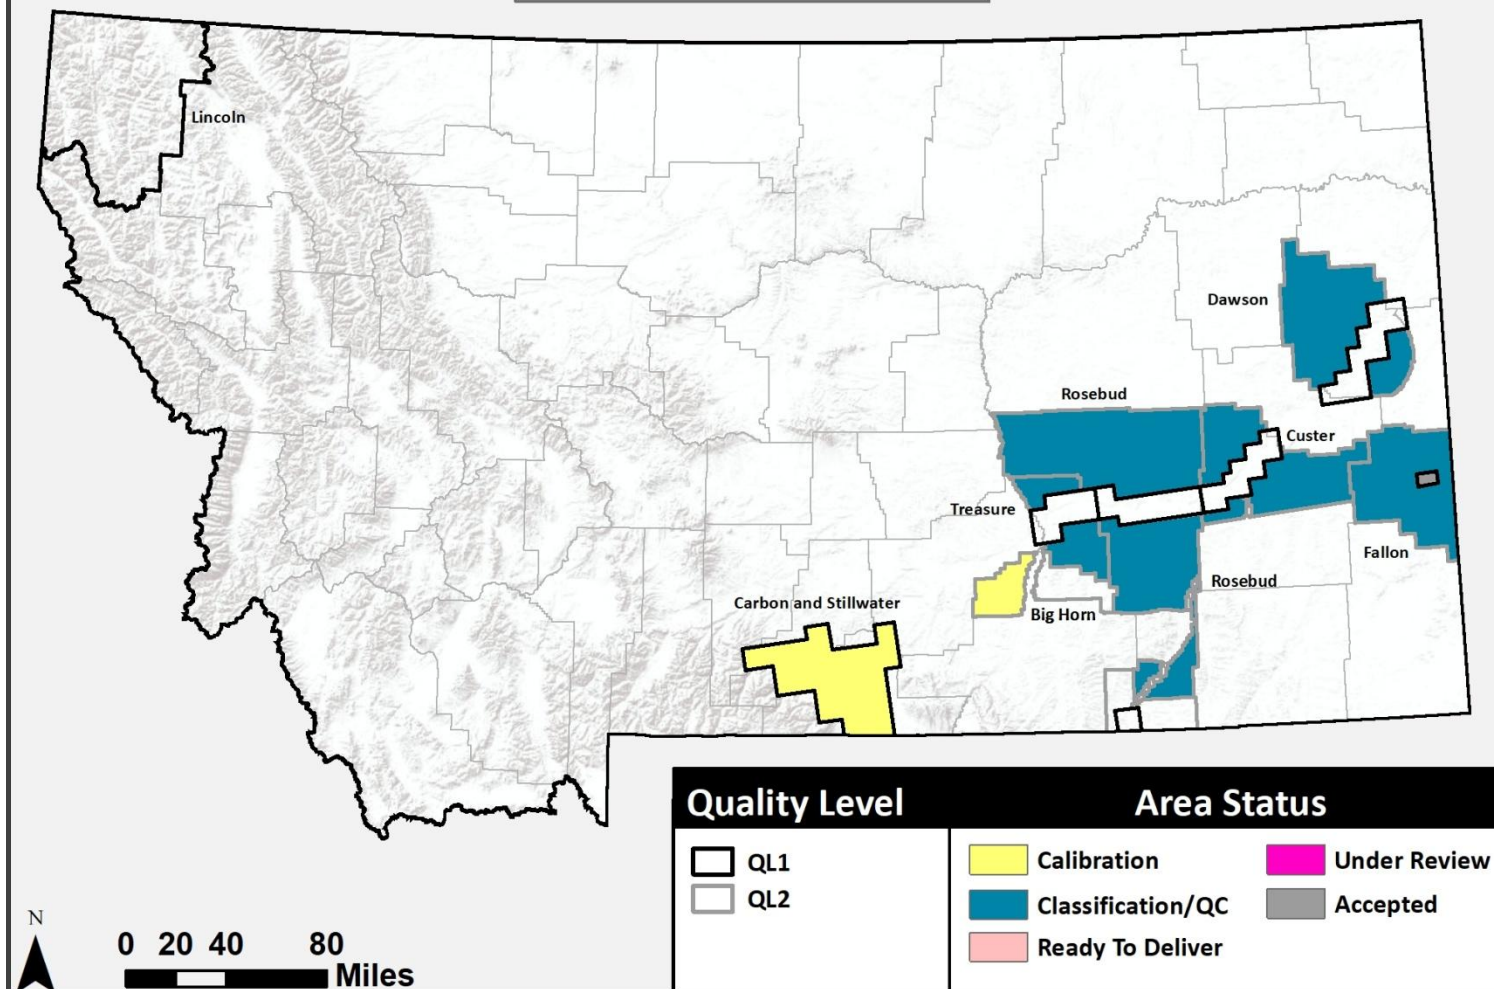 Lincoln
Dawson
Rosebud
Custer
Treasure
Fallon
Rosebud
Carbon and Stillwater
Big Horn
Quality Level
QL1
QL2
Area Status
Calibration
Classification/QC
Ready To Deliver
Under Review
Accepted
N
0 20 40 80
Miles